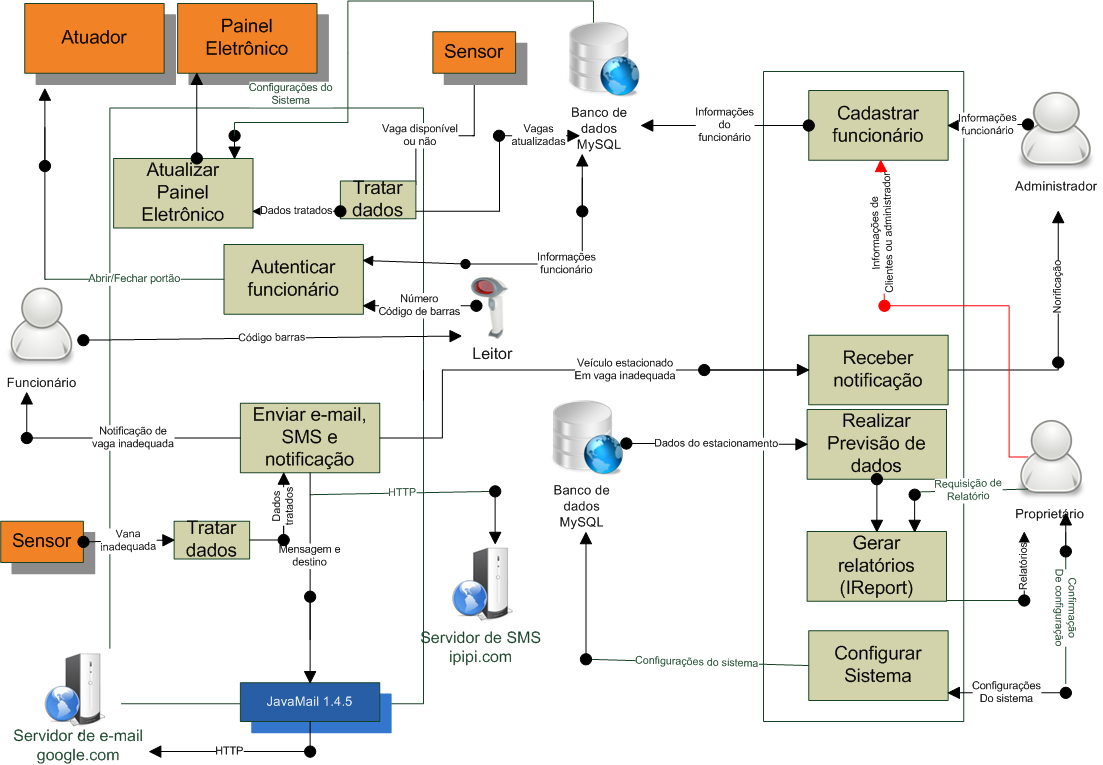 Atuador
Painel
Eletrônico
Sensor
Configurações do
Sistema
Banco de
dados
MySQL
Vaga disponível
ou não
Vagas
atualizadas
Informações
do
funcionário
Cadastrar
funcionário
Informações
funcionário
Administrador
Atualizar
Painel
Eletrônico
Dados tratados
Tratar
dados
Informações de
Clientes ou administrador
Abrir/Fechar portão
Autenticar
funcionário
Informações
funcionário
Número
Código de barras
Leitor
Código barras
Funcionário
Norificação
Veículo estacionado
Em vaga inadequada
Receber
notificação
Notificação de
vaga inadequada
Enviar e-mail,
SMS e
notificação
Banco de
dados
MySQL
Dados do estacionamento
Realizar
Previsão de
dados
Requisição de
Relatório
Proprietário
HTTP
Dados
tratados
Sensor
Vana
inadequada
Tratar
dados
Mensagem e
destino
Gerar
relatórios
(IReport)
Relatórios
Confirmação
De configuração
Servidor de SMS
ipipi.com
Configurações do sistema
Configurar
Sistema
Configurações
Do sistema
JavaMail 1.4.5
Servidor de e-mail
google.com
HTTP